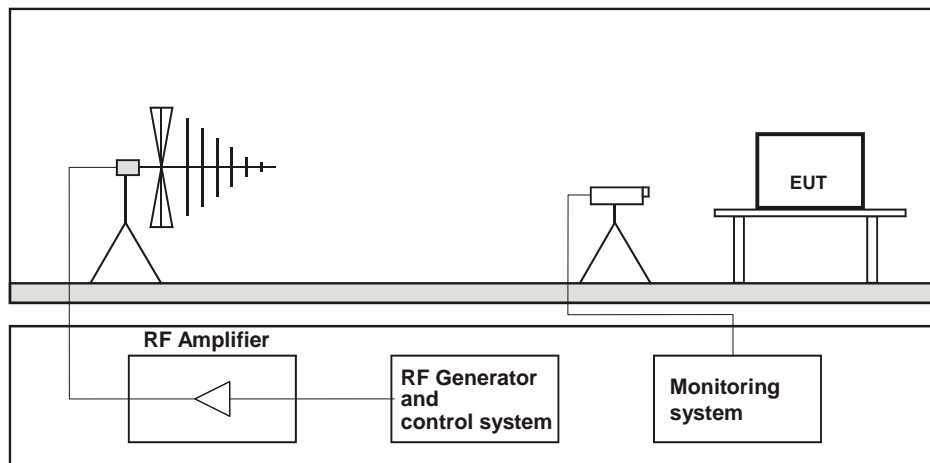 EUT
RF Amplifier
RF Generator
and
control system
Monitoring
system